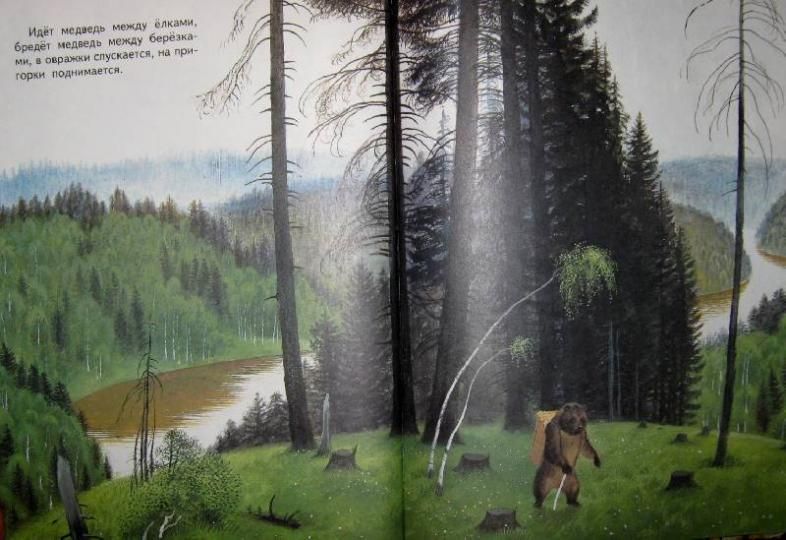 Идёт медведь между ёлками,
бредёт медведь между берёзка-
ми, в овражки спускается, на при-
горки поднимается.